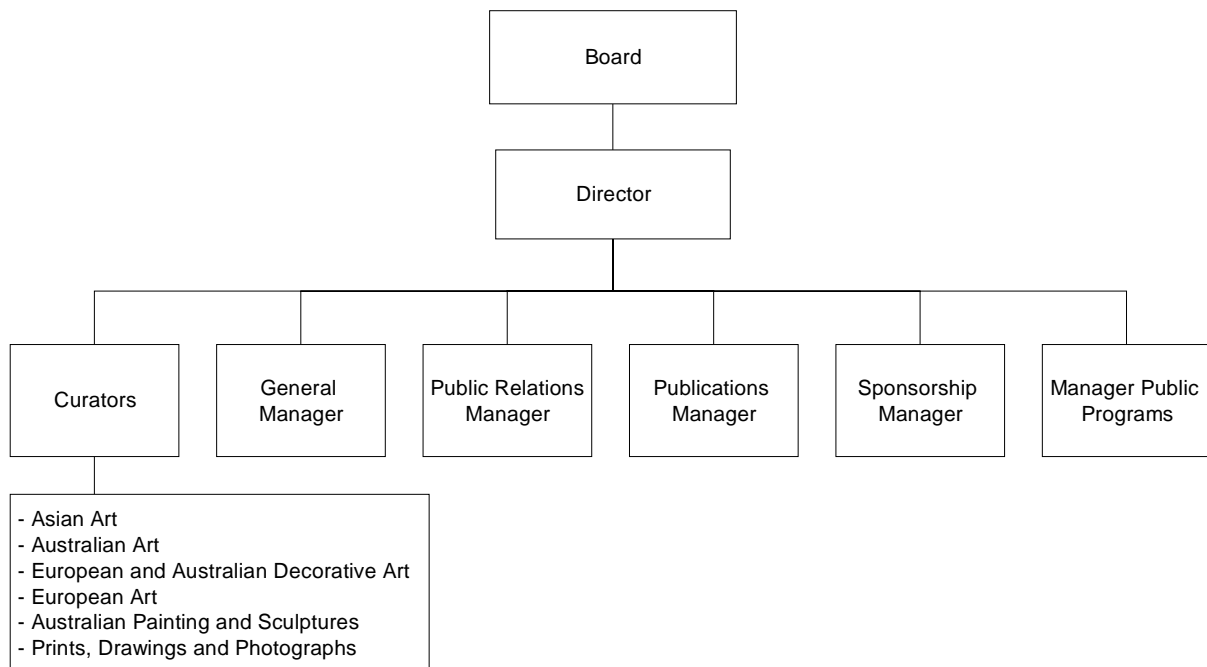 Board
Director
Curators
General
Manager
Public Relations
Manager
Publications
Manager
Sponsorship
Manager
Manager Public
Programs
- Asian Art
- Australian Art
- European and Australian Decorative Art
- European Art
- Australian Painting and Sculptures
- Prints, Drawings and Photographs